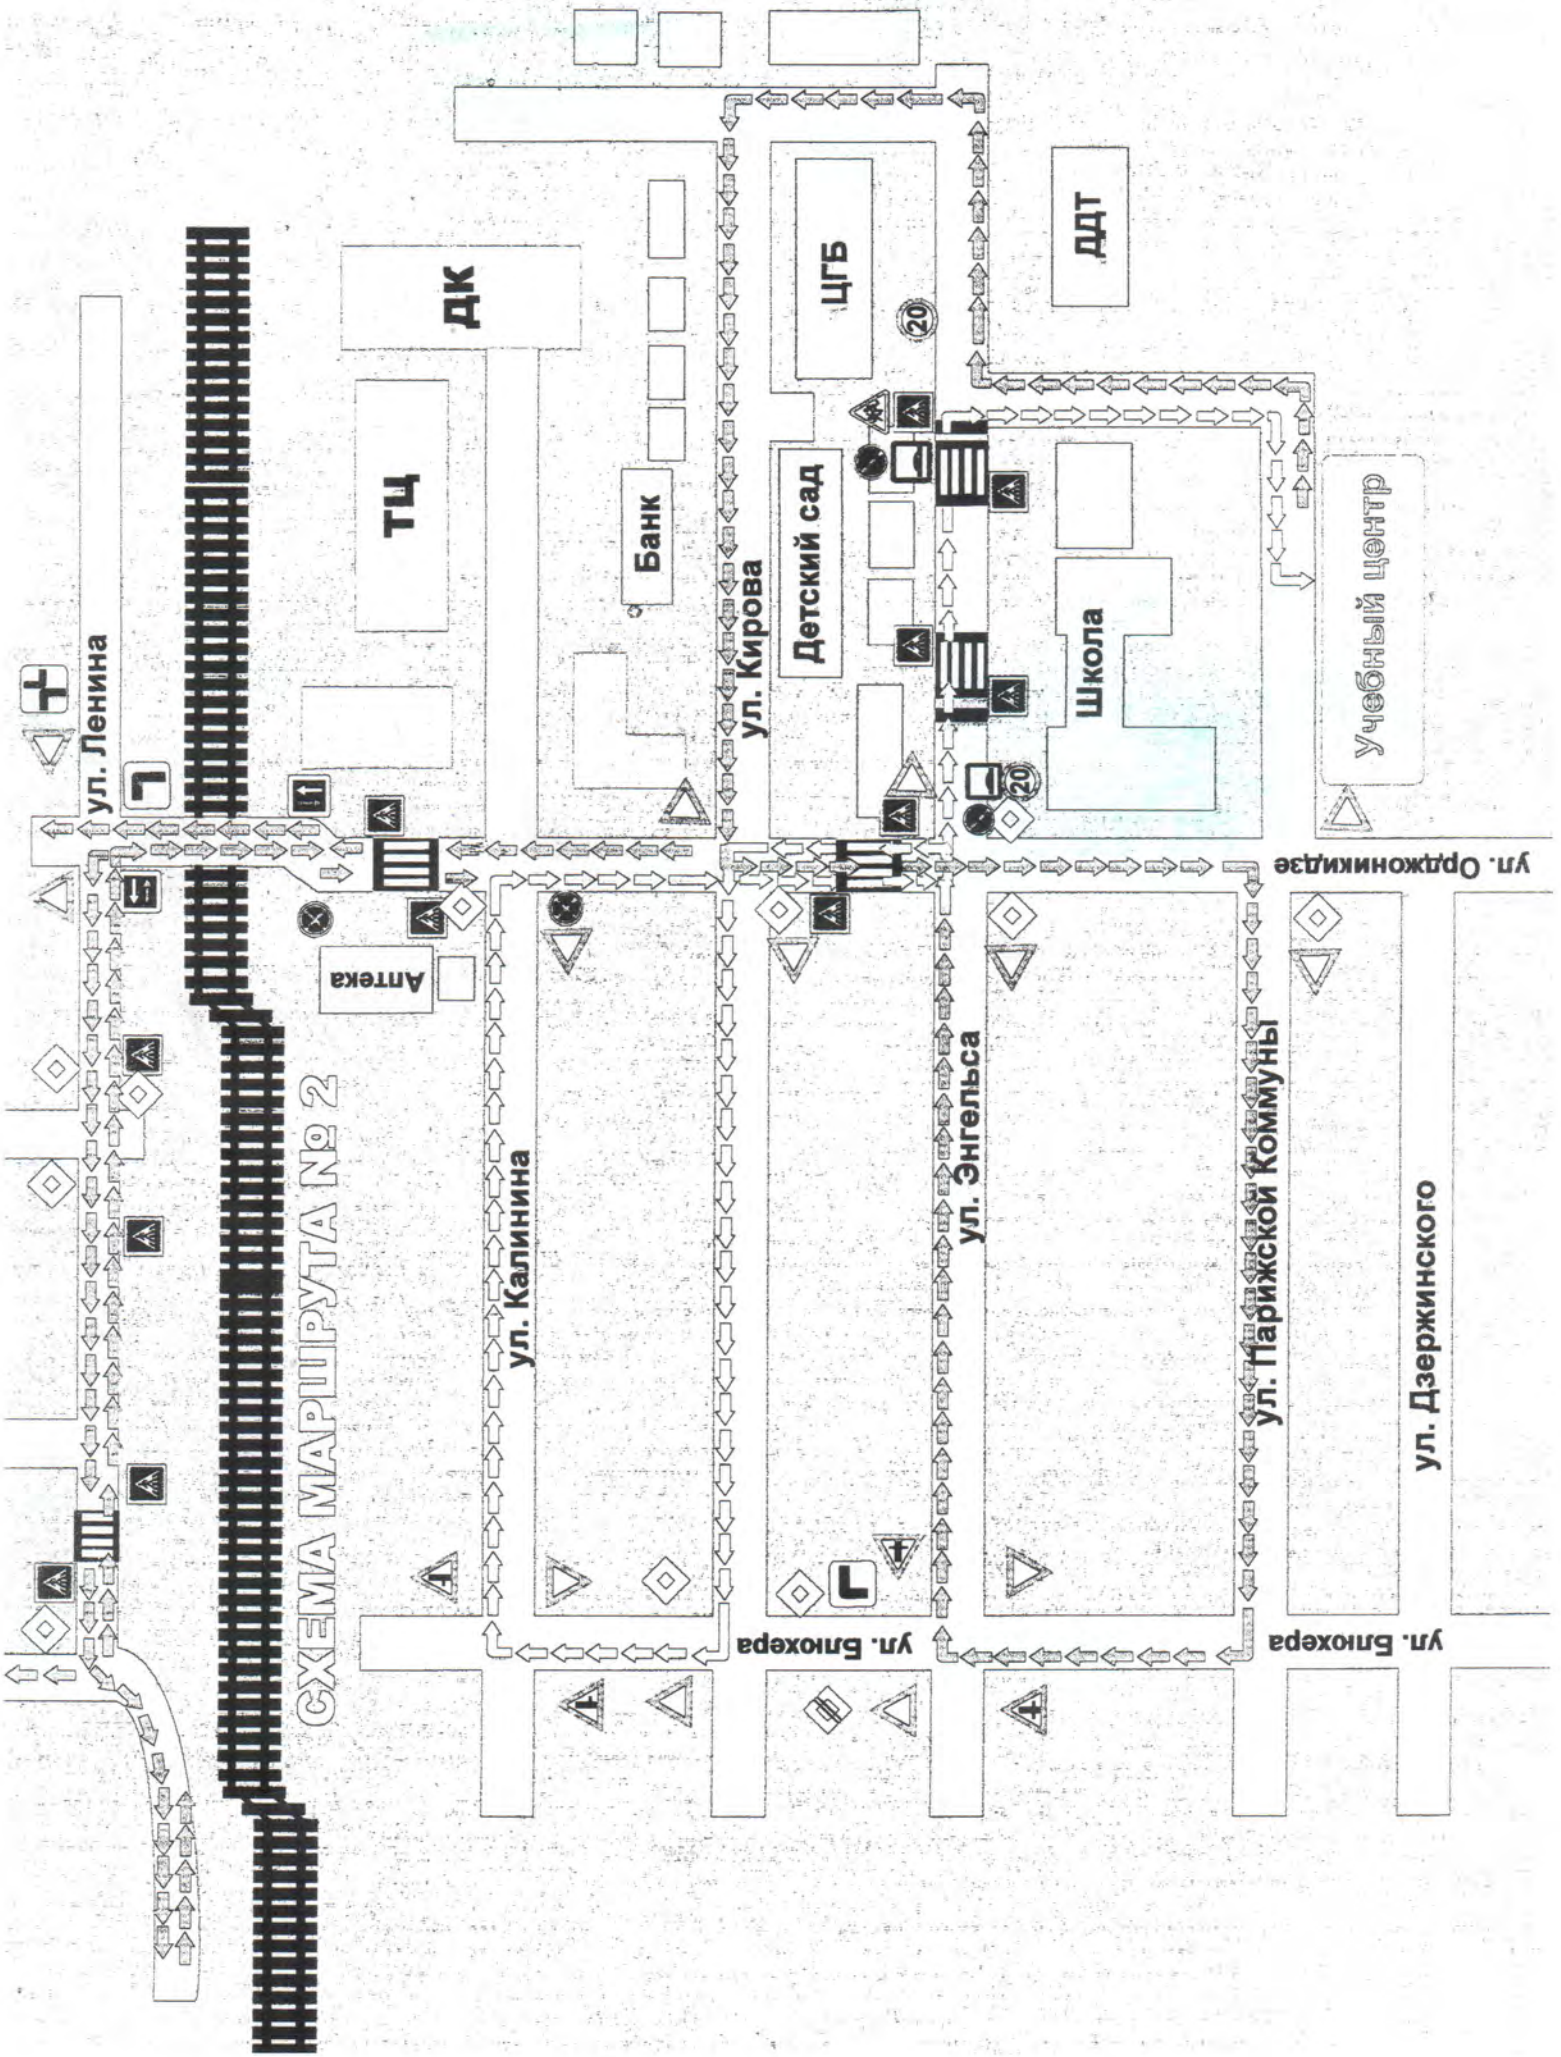 СХЕМА МАРШРУТА № 2
ул. Ленина
ТЦ
ДК
Банк
ул. Кирова
Детский сад
ЦГБ
20
ДДТ
20
Школа
Учебный центр
ул. Орджоникидзе
Аптека
ул. Калинина
ул. Энгельса
ул. Парижской Коммуны
ул. Дзержинского
ул. Блюхера
ул. Блюхера